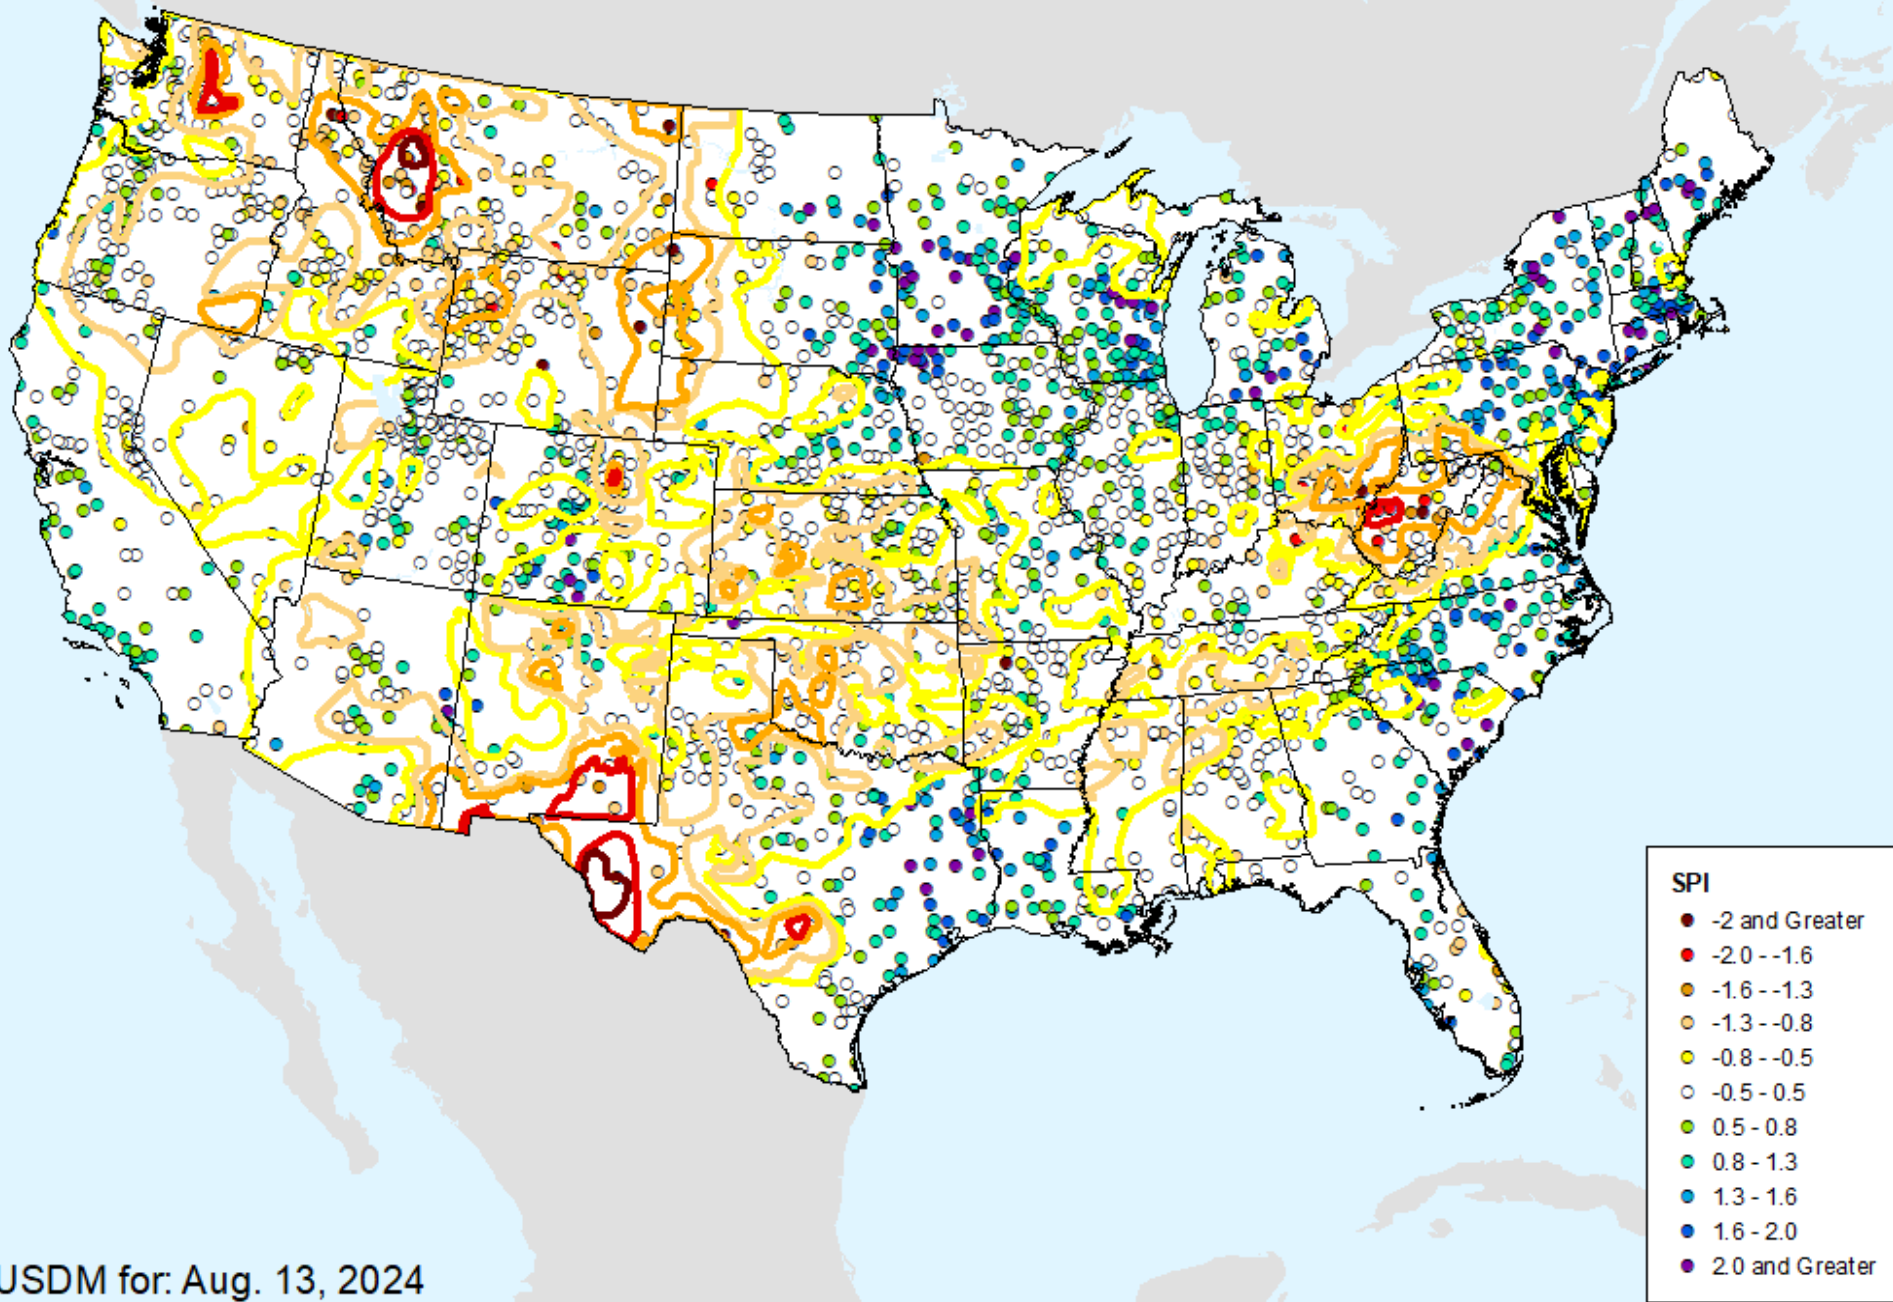 SPI
-2 and Greater
-2.0 - -1.6
-1.6 - -1.3
-1.3 - -0.8
-0.8 - -0.5
-0.5 - 0.5
0.5 - 0.8
0.8 - 1.3
1.3 - 1.6
1.6 - 2.0
2.0 and Greater
USDM for: Aug. 13, 2024